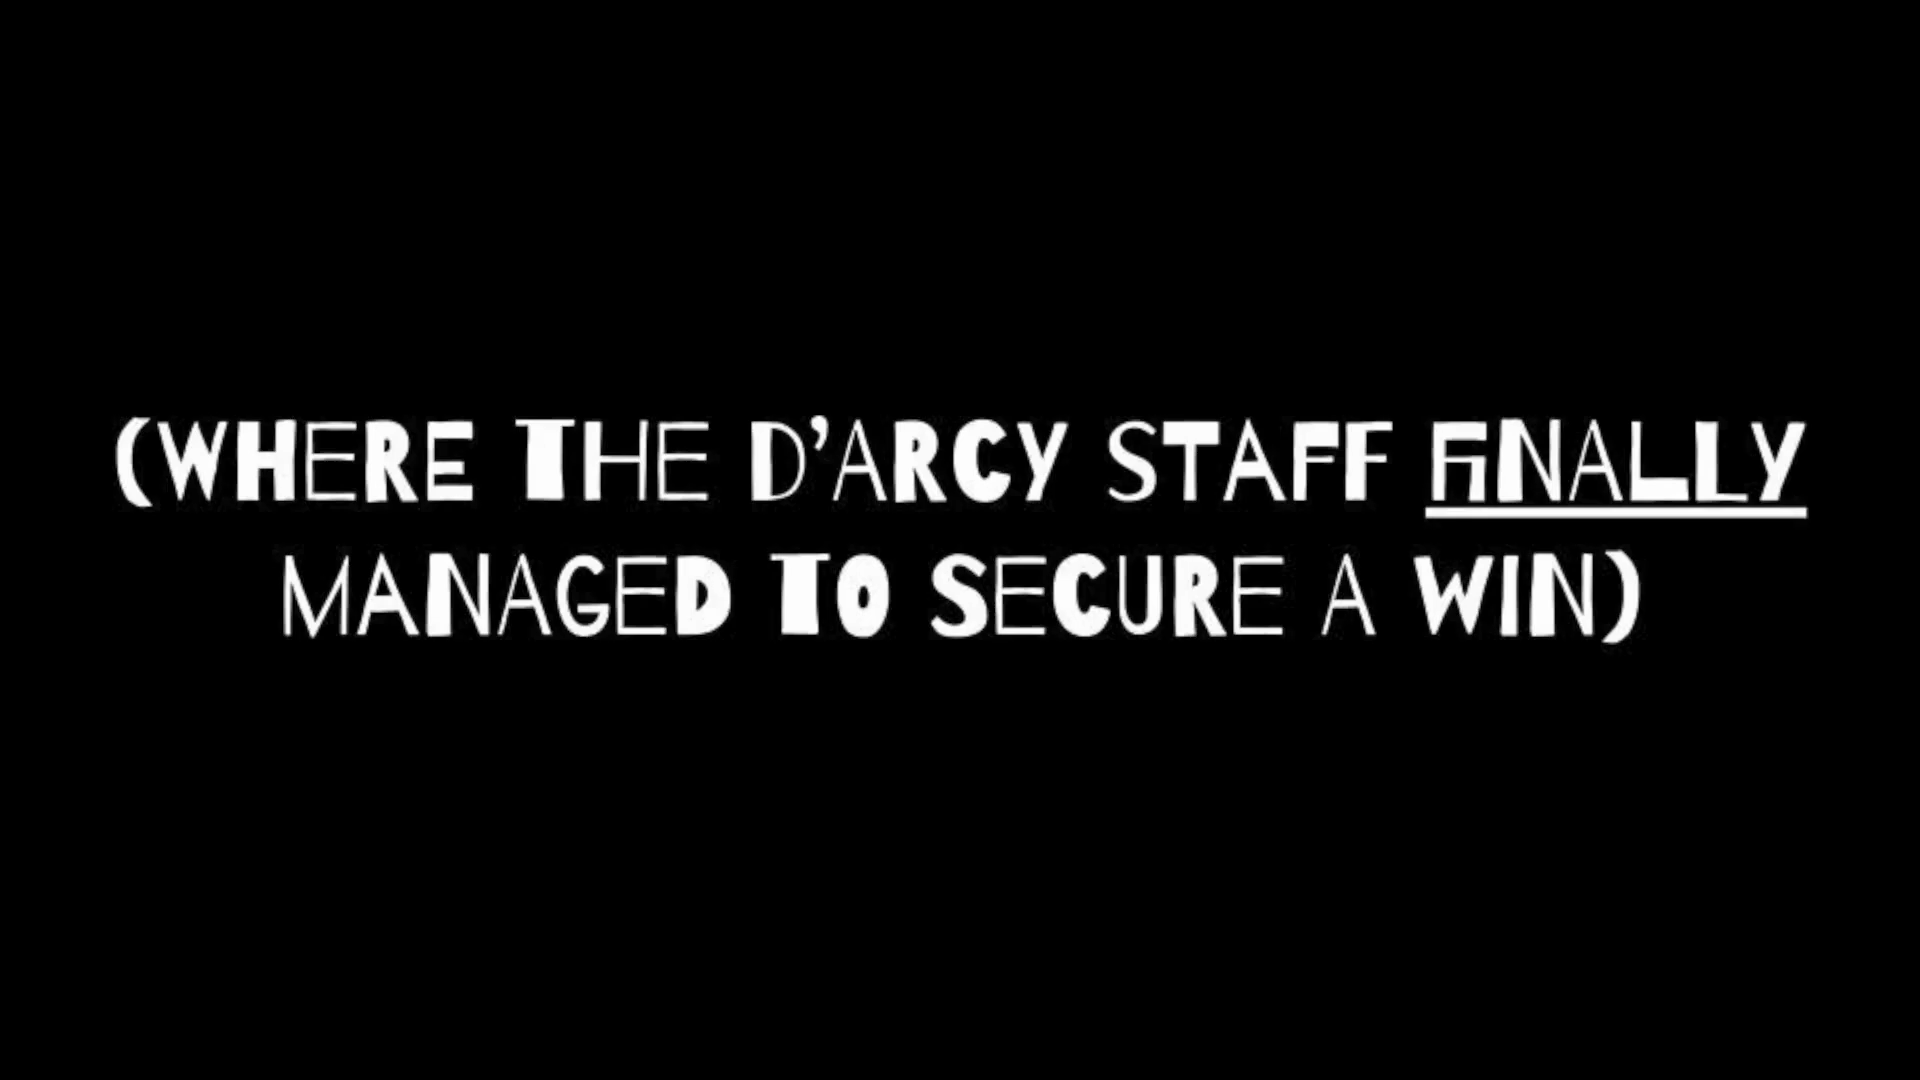 (WHERE THE D'ARCY STAFF FINALLY
MANAGED TO SECURE A WIN)